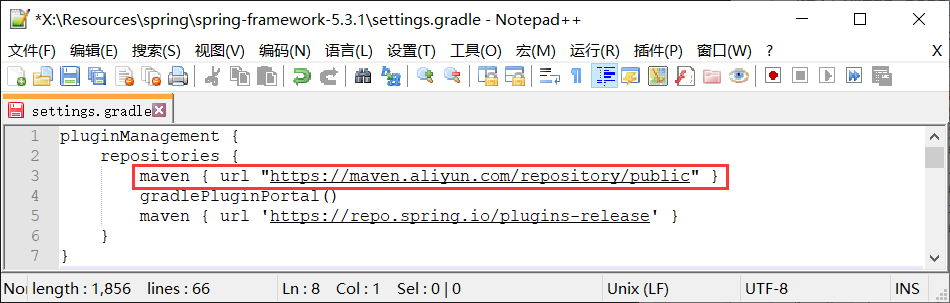 *X:\Resources\spring\spring-framework-5.3.1\settings.gradle - Notepad++
文件(F) 编辑(E) 搜索(S) 视图(V) 编码(N) 语言(L) 设置(T) 工具(O) 宏(M) 运行(R) 插件(P) 窗口(W) ? X
settings.gradle
1 pluginManagement {
2 repositories {
3 maven { url "https://maven.aliyun.com/repository/public" }
4 gradlePluginPortal()
5 maven { url 'https://repo.spring.io/plugins-release' }
6 }
7 }
length : 1,856 lines : 66 Ln : 8 Col : 1 Sel : 0 | 0 Unix (LF) UTF-8 INS